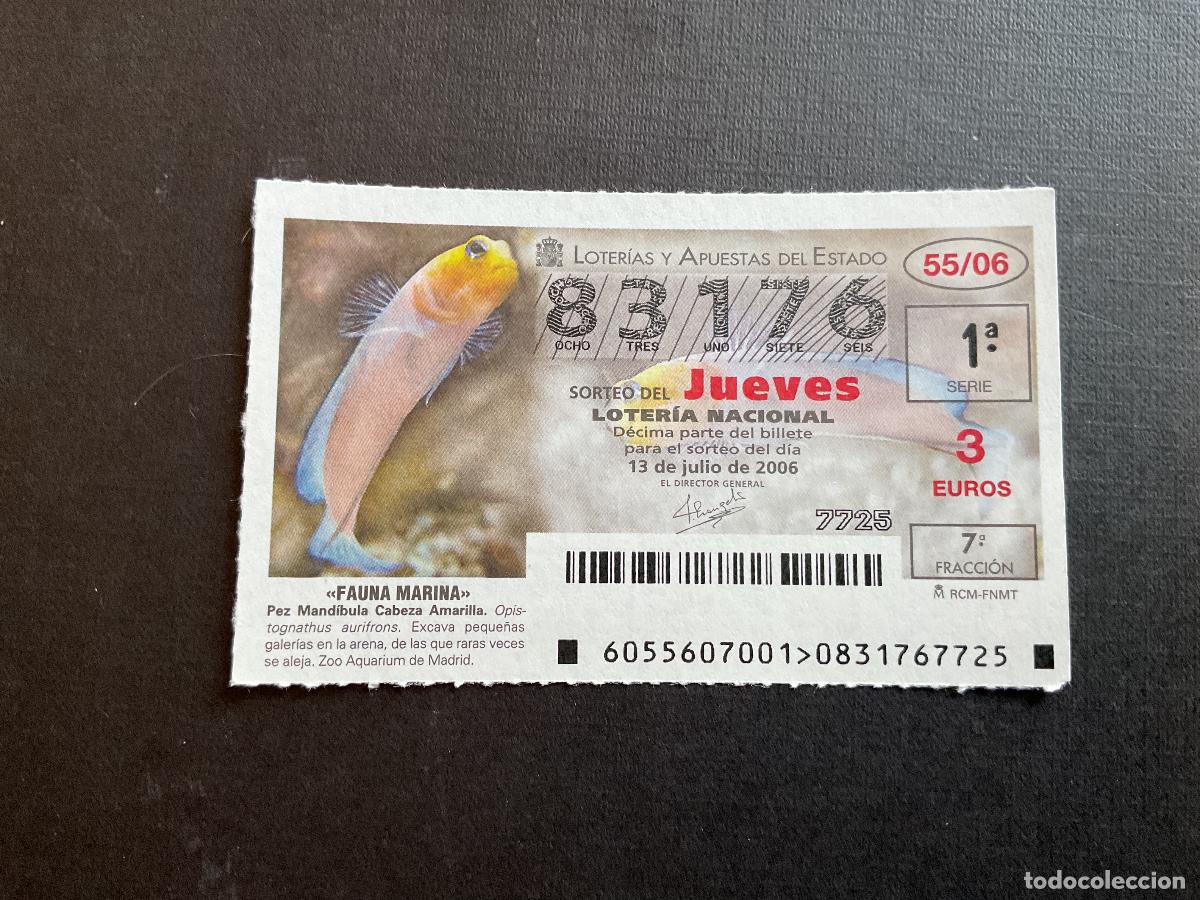 LOTERÍAS Y APUESTAS DEL ESTADO
55/06
83176
OCHO TRES UNO SIETE SEIS
1ª
SERIE
SORTEO DEL Jueves
LOTERÍA NACIONAL
Décima parte del billete
para el sorteo del día
13 de julio de 2006
EL DIRECTOR GENERAL
3
EUROS
7725
7ª
FRACCIÓN
RCM-FNMT
«FAUNA MARINA»
Pez Mandíbula Cabeza Amarilla. Opis-
tognathus aurifrons. Excava pequeñas
galerías en la arena, de las que raras veces
se aleja. Zoo Aquarium de Madrid.
6055607001>0831767725
todocoleccion